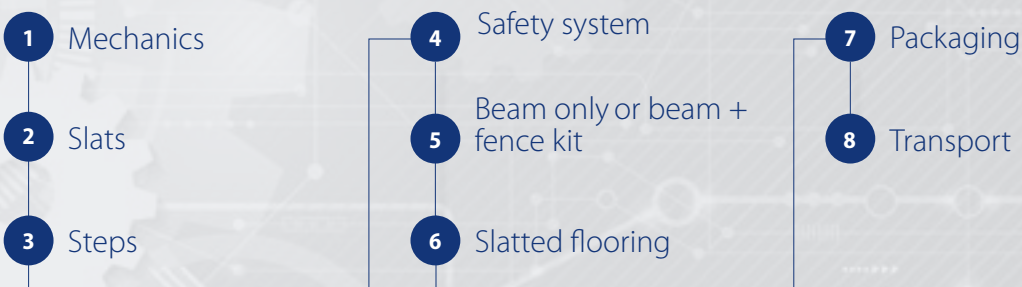 1 Mechanics
2 Slats
3 Steps
4 Safety system
5 Beam only or beam +
fence kit
6 Slatted flooring
7 Packaging
8 Transport